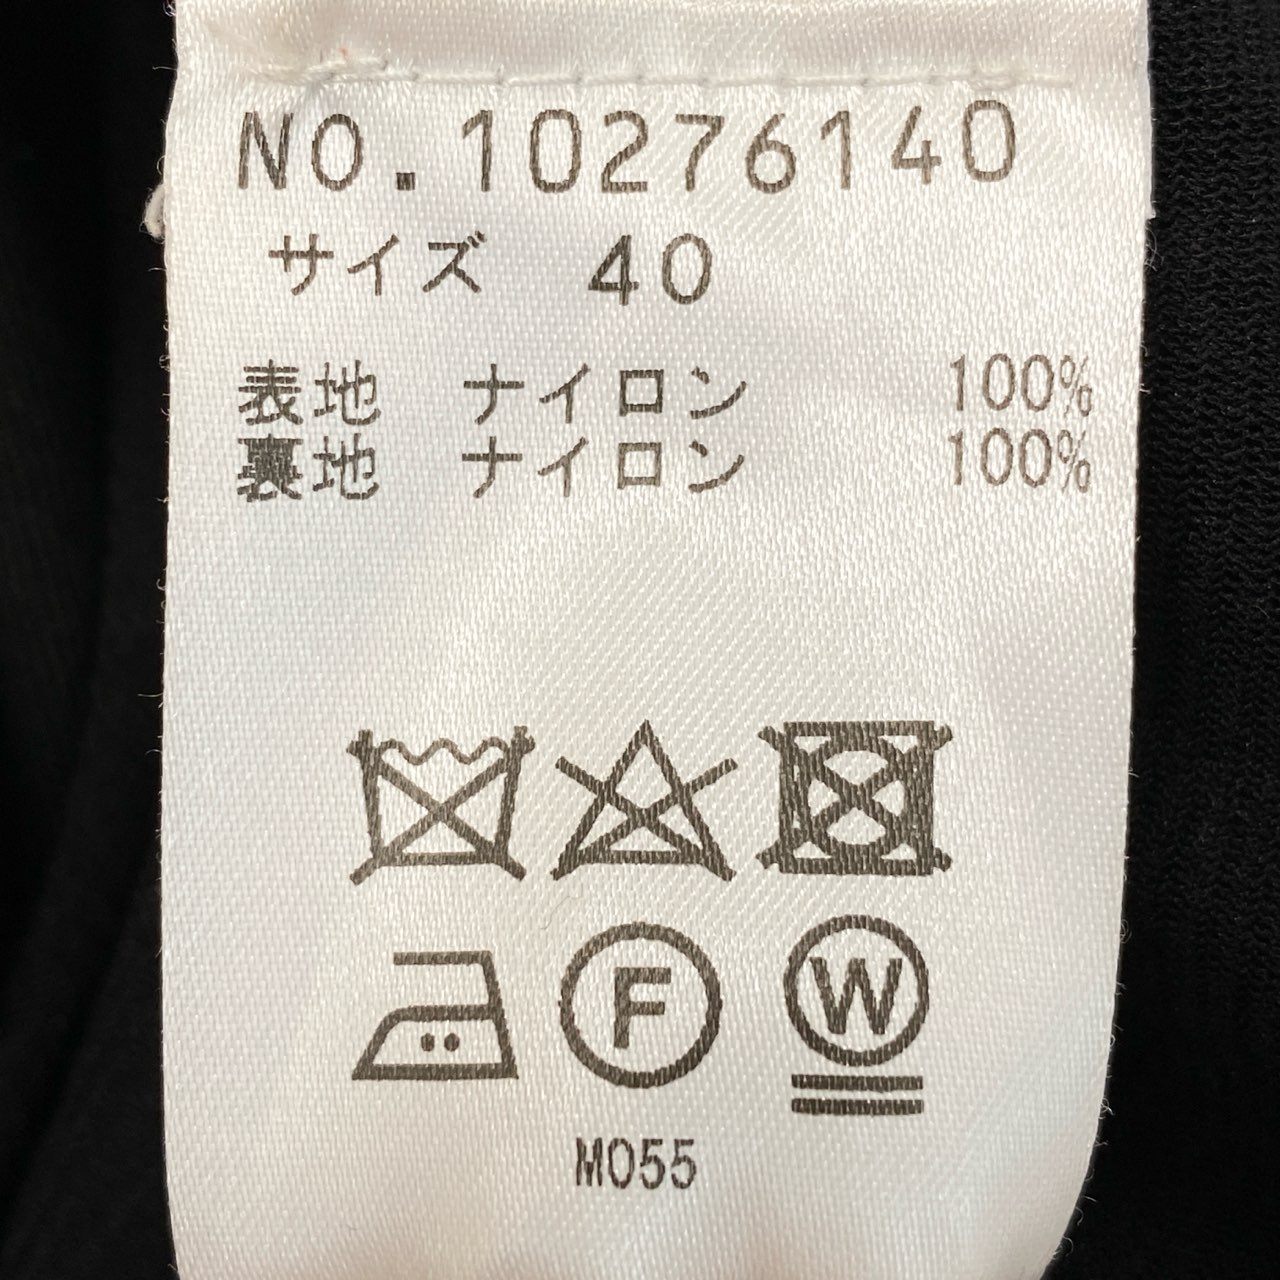 NO.10276140
サイズ 40
表地 ナイロン 100%
裏地 ナイロン 100%
F W
M055